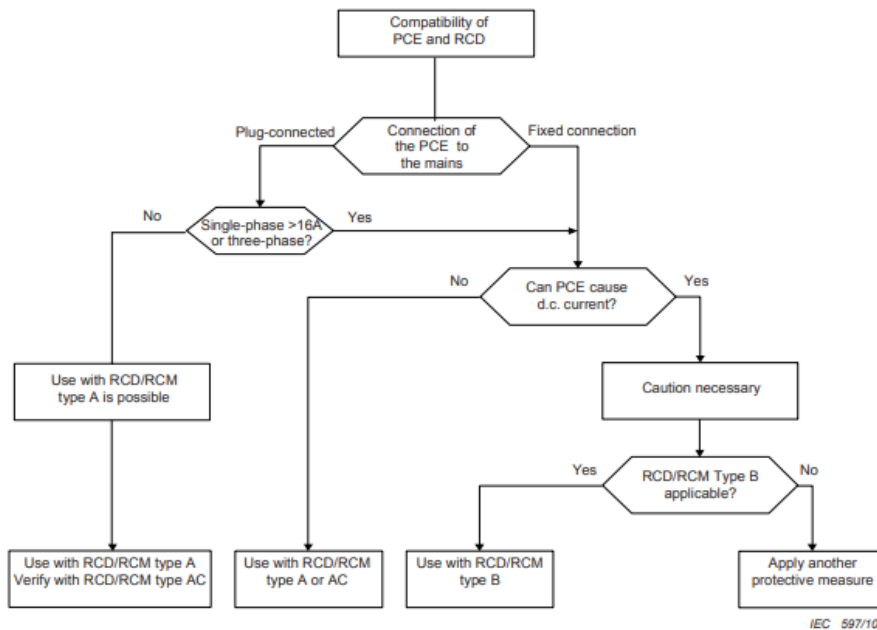 Compatibility of
PCE and RCD
Plug-connected
Connection of
the PCE to
the mains
Fixed connection
No
Single-phase >16A
or three-phase?
Yes
No
Can PCE cause
d.c. current?
Yes
Use with RCD/RCM
type A is possible
Caution necessary
Yes
RCD/RCM Type B
applicable?
No
Use with RCD/RCM type A
Verify with RCD/RCM type AC
Use with RCD/RCM
type A or AC
Use with RCD/RCM
type B
Apply another
protective measure
IEC 597/10